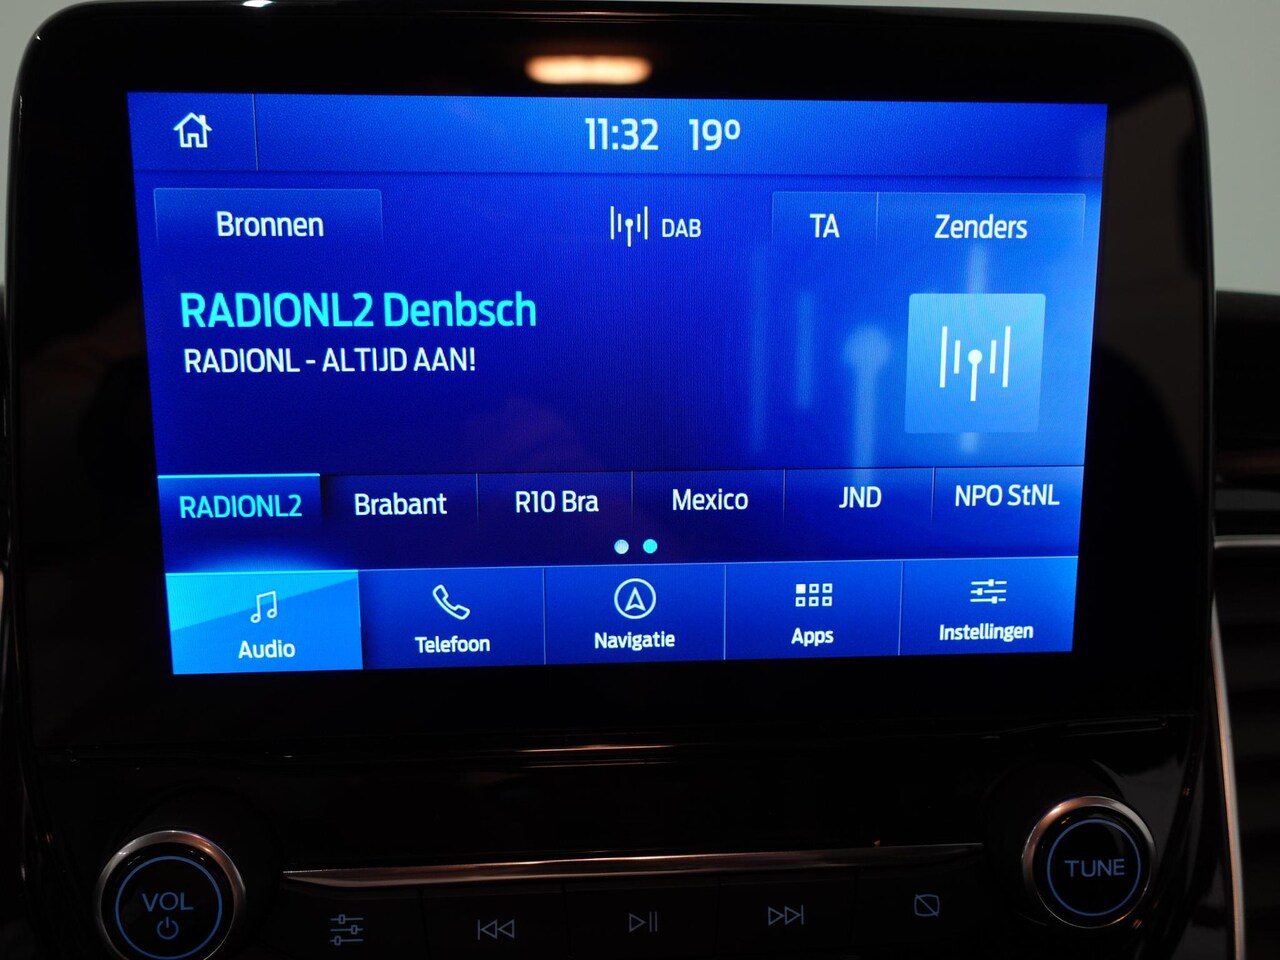 11:32 19º
Bronnen DAB TA Zenders
RADIONL2 Denbsch
RADIONL - ALTIJD AAN!
RADIONL2 Brabant R10 Bra Mexico JND NPO StNL
Audio Telefoon Navigatie Apps Instellingen
VOL TUNE